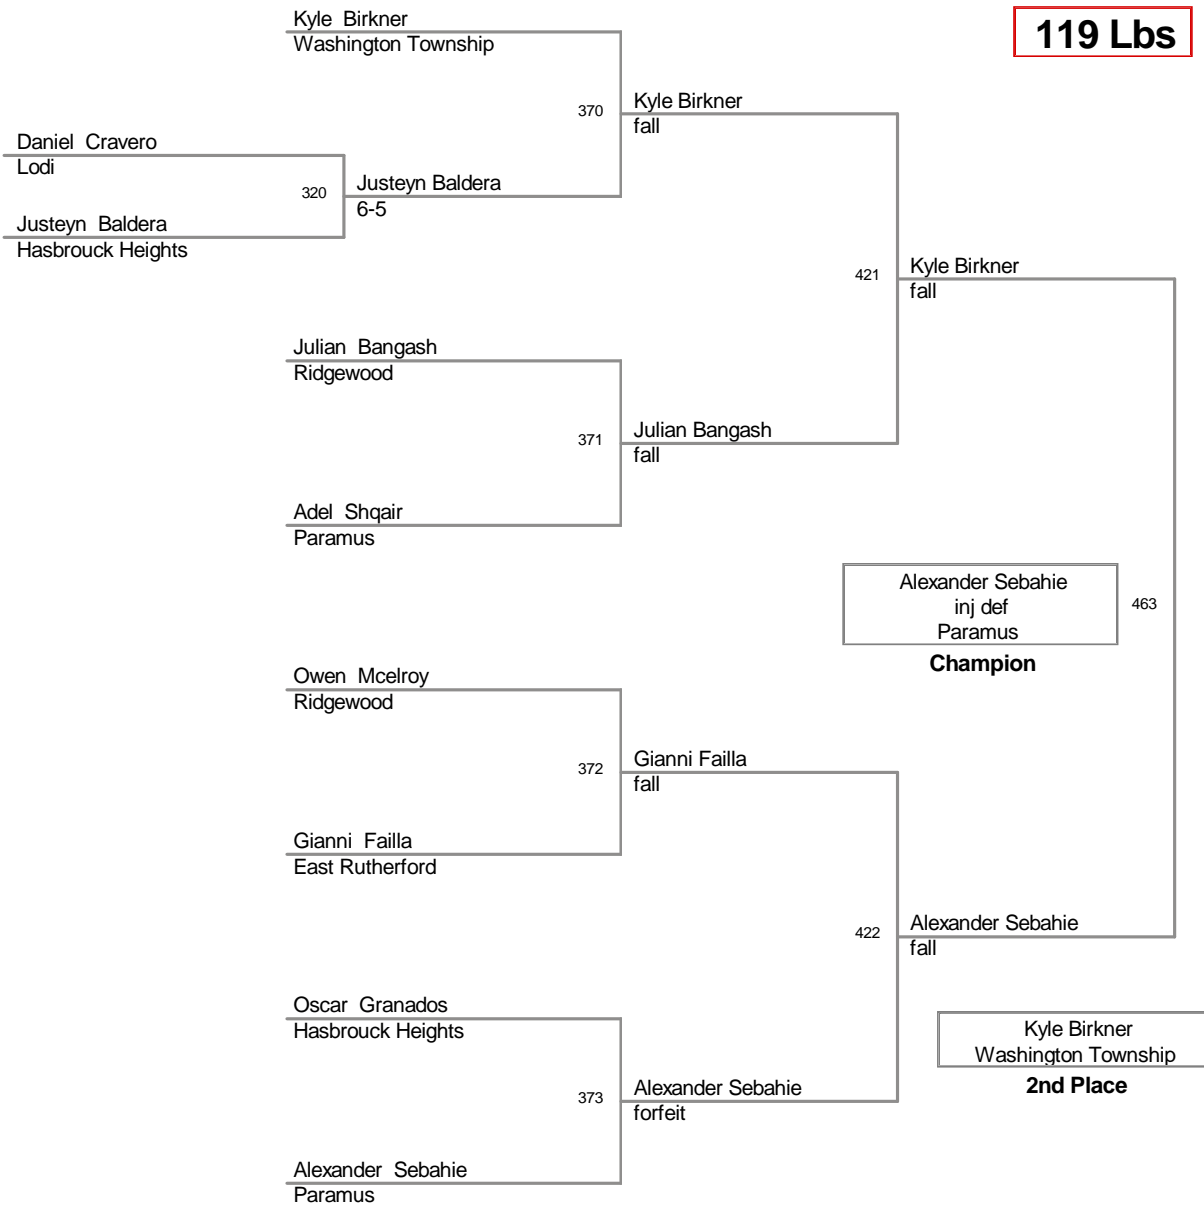 119 Lbs
Kyle Birkner
Washington Township
370
Kyle Birkner
fall
Daniel Cravero
Lodi
320
Justeyn Baldera
6-5
Justeyn Baldera
Hasbrouck Heights
421
Kyle Birkner
fall
Julian Bangash
Ridgewood
371
Julian Bangash
fall
Adel Shqair
Paramus
Alexander Sebahie
inj def
Paramus
463
Champion
Owen Mcelroy
Ridgewood
372
Gianni Failla
fall
Gianni Failla
East Rutherford
422
Alexander Sebahie
fall
Oscar Granados
Hasbrouck Heights
Kyle Birkner
Washington Township
2nd Place
373
Alexander Sebahie
forfeit
Alexander Sebahie
Paramus